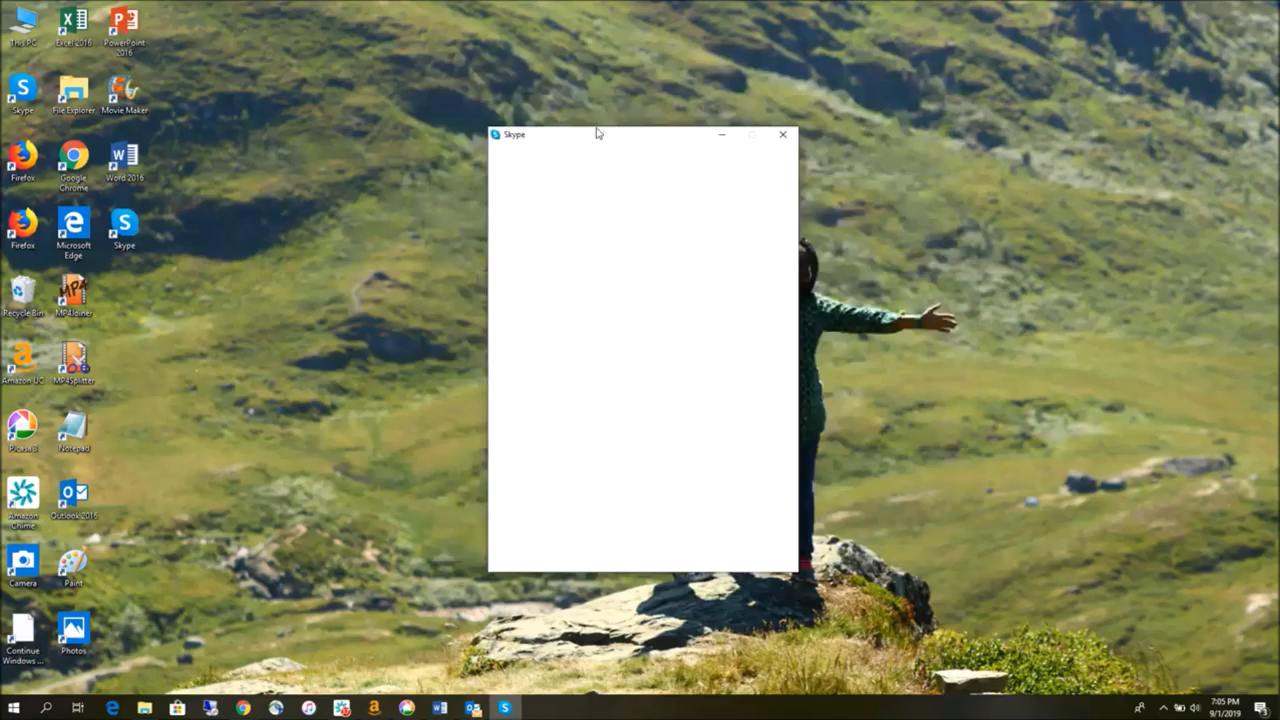 This PC
Excel 2016
PowerPoint
2016
Skype
File Explorer
Movie Maker
Firefox
Google
Chrome
Word 2016
Firefox
Microsoft
Edge
Skype
Recycle Bin
MP4Joiner
Amazon UC
MP4Splitter
Picasa 3
Notepad
Amazon
Chime
Outlook 2016
Camera
Paint
Continue
Windows ...
Photos
Skype
7:05 PM
9/1/2019